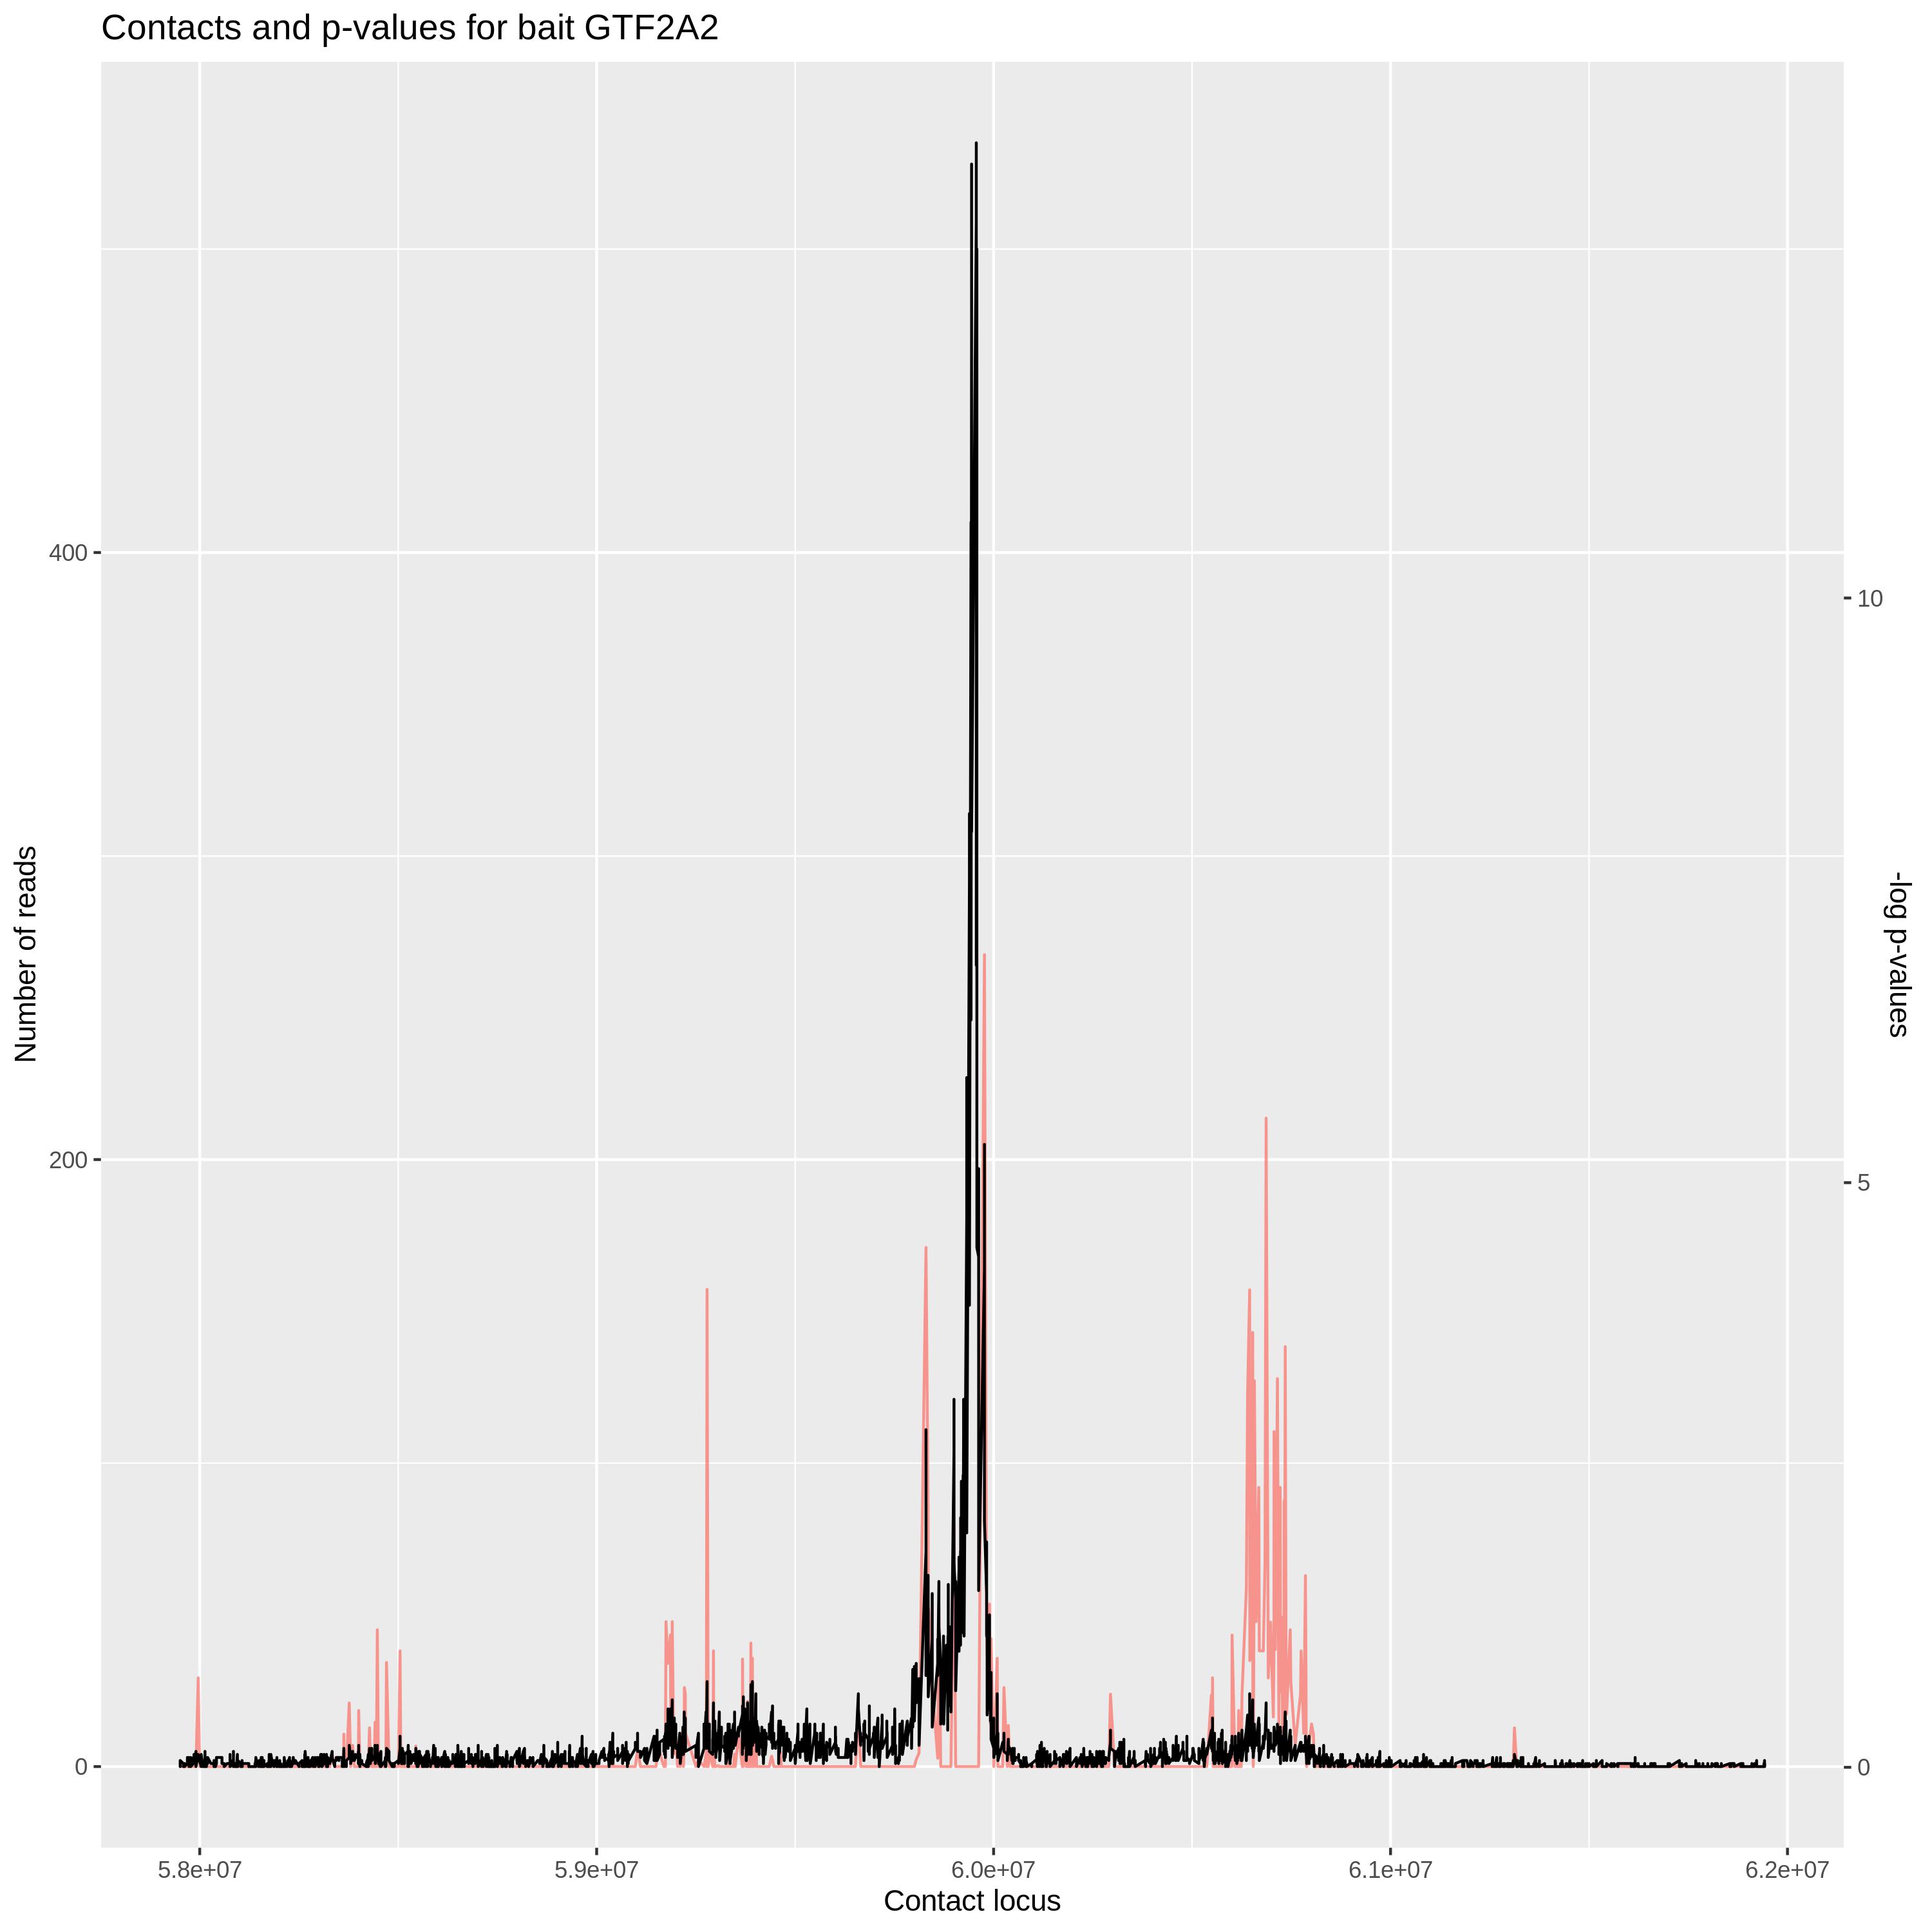 Contacts and p-values for bait GTF2A2
Number of reads
400
200
0
10
5
0
-log p-values
5.8e+07
5.9e+07
6.0e+07
6.1e+07
6.2e+07
Contact locus